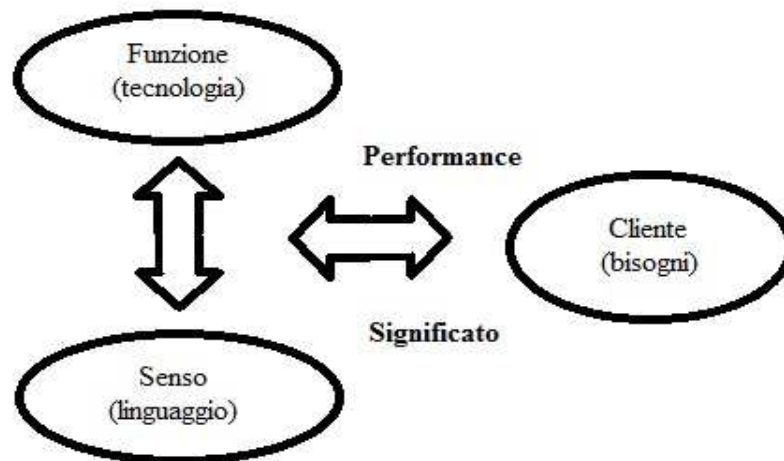 Funzione
(tecnologia)
Performance
Cliente
(bisogni)
Significato
Senso
(linguaggio)